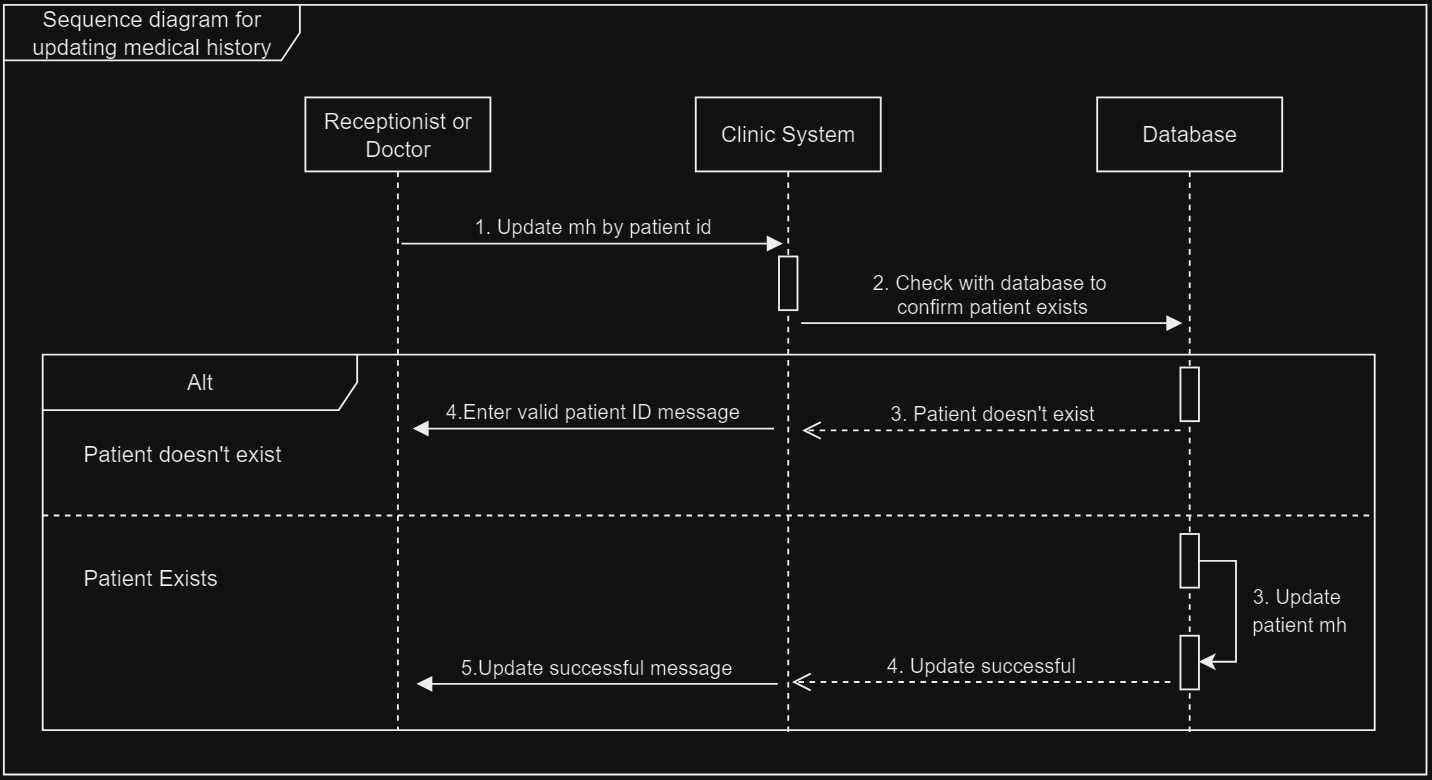 Sequence diagram for
updating medical history
Receptionist or
Doctor
Clinic System
Database
1. Update mh by patient id
2. Check with database to
confirm patient exists
Alt
4.Enter valid patient ID message
3. Patient doesn't exist
Patient doesn't exist
Patient Exists
3. Update
patient mh
5.Update successful message
4. Update successful